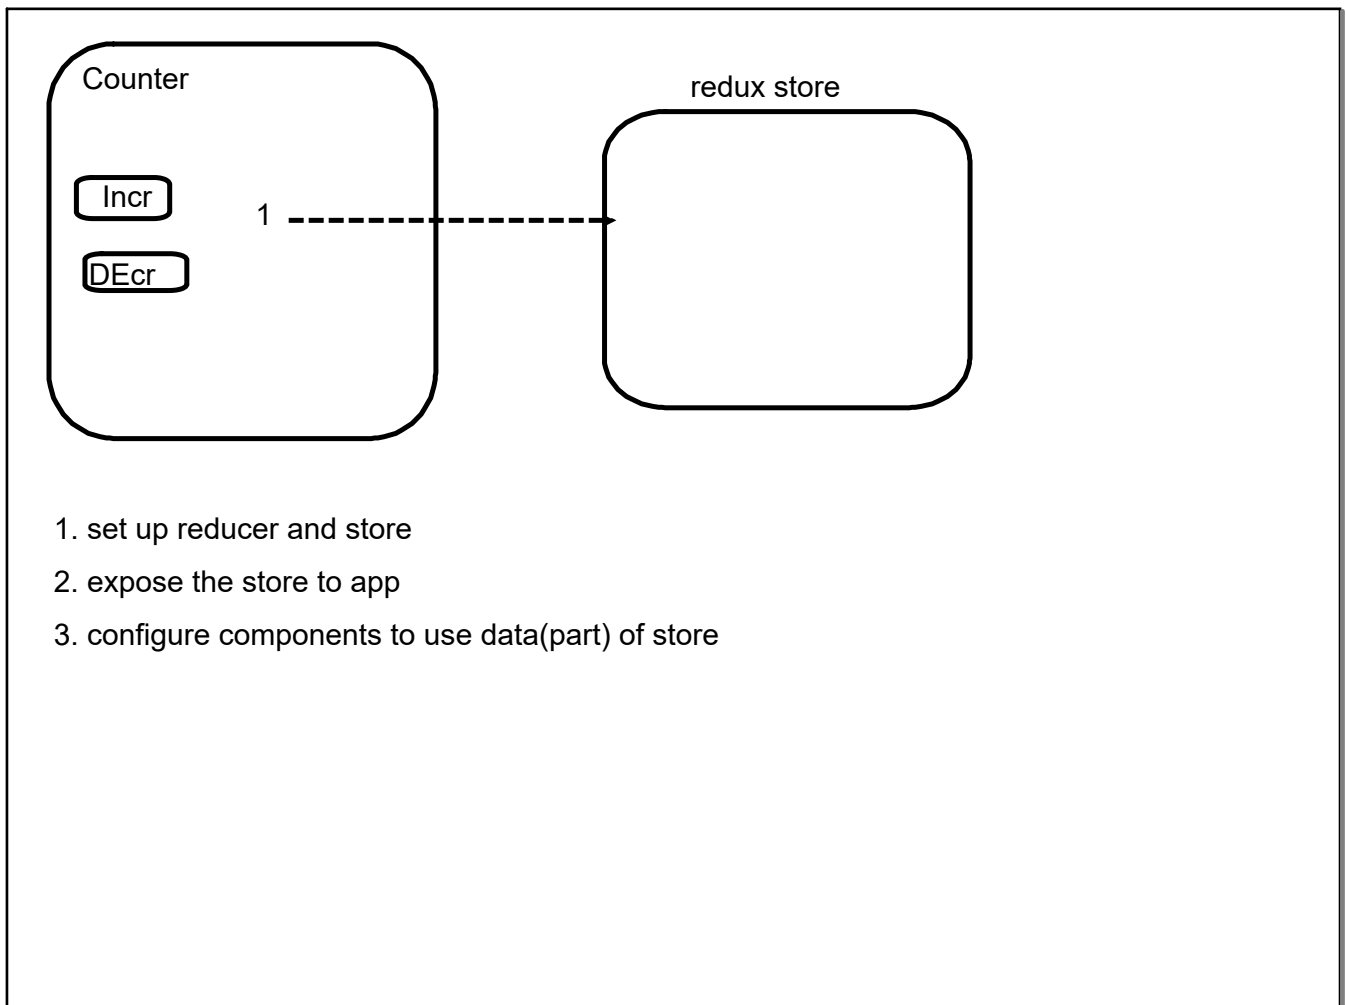 Counter
redux store
Incr
1
DEcr
1. set up reducer and store
2. expose the store to app
3. configure components to use data(part) of store